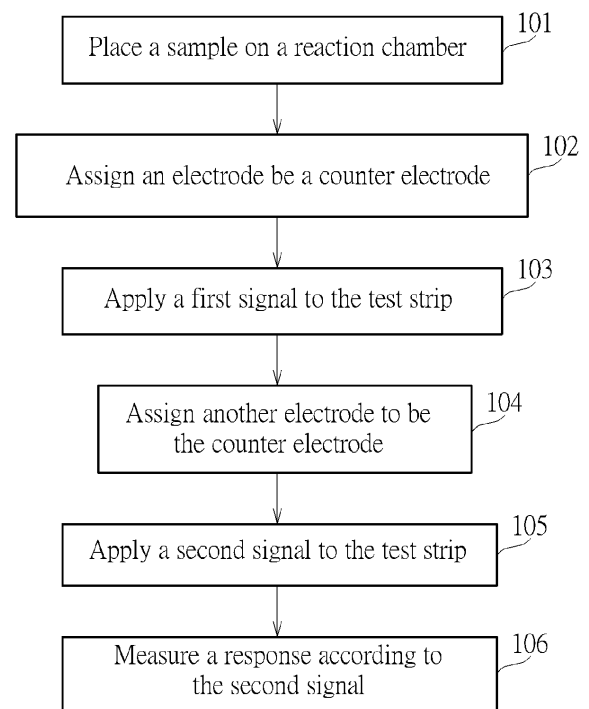 101
Place a sample on a reaction chamber
102
Assign an electrode be a counter electrode
103
Apply a first signal to the test strip
104
Assign another electrode to be
the counter electrode
105
Apply a second signal to the test strip
106
Measure a response according to
the second signal